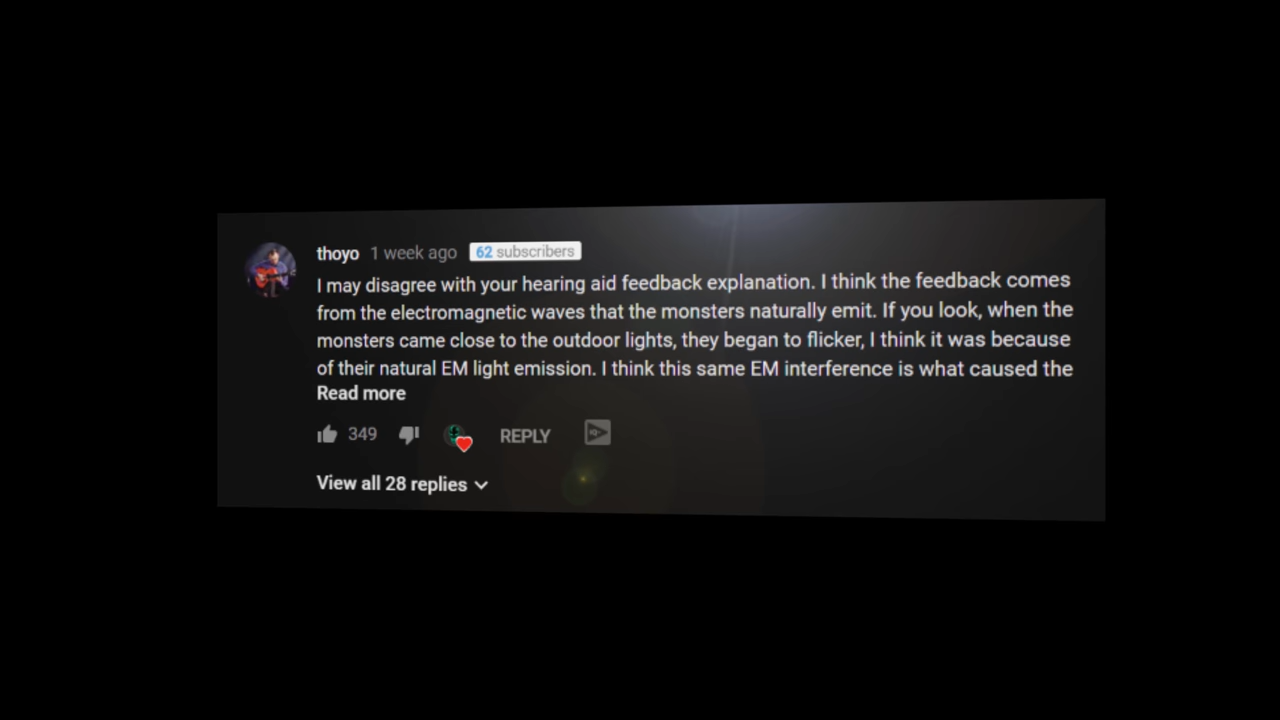 thoyo 1 week ago 62 subscribers
I may disagree with your hearing aid feedback explanation. I think the feedback comes
from the electromagnetic waves that the monsters naturally emit. If you look, when the
monsters came close to the outdoor lights, they began to flicker, I think it was because
of their natural EM light emission. I think this same EM interference is what caused the
Read more
349 REPLY
View all 28 replies